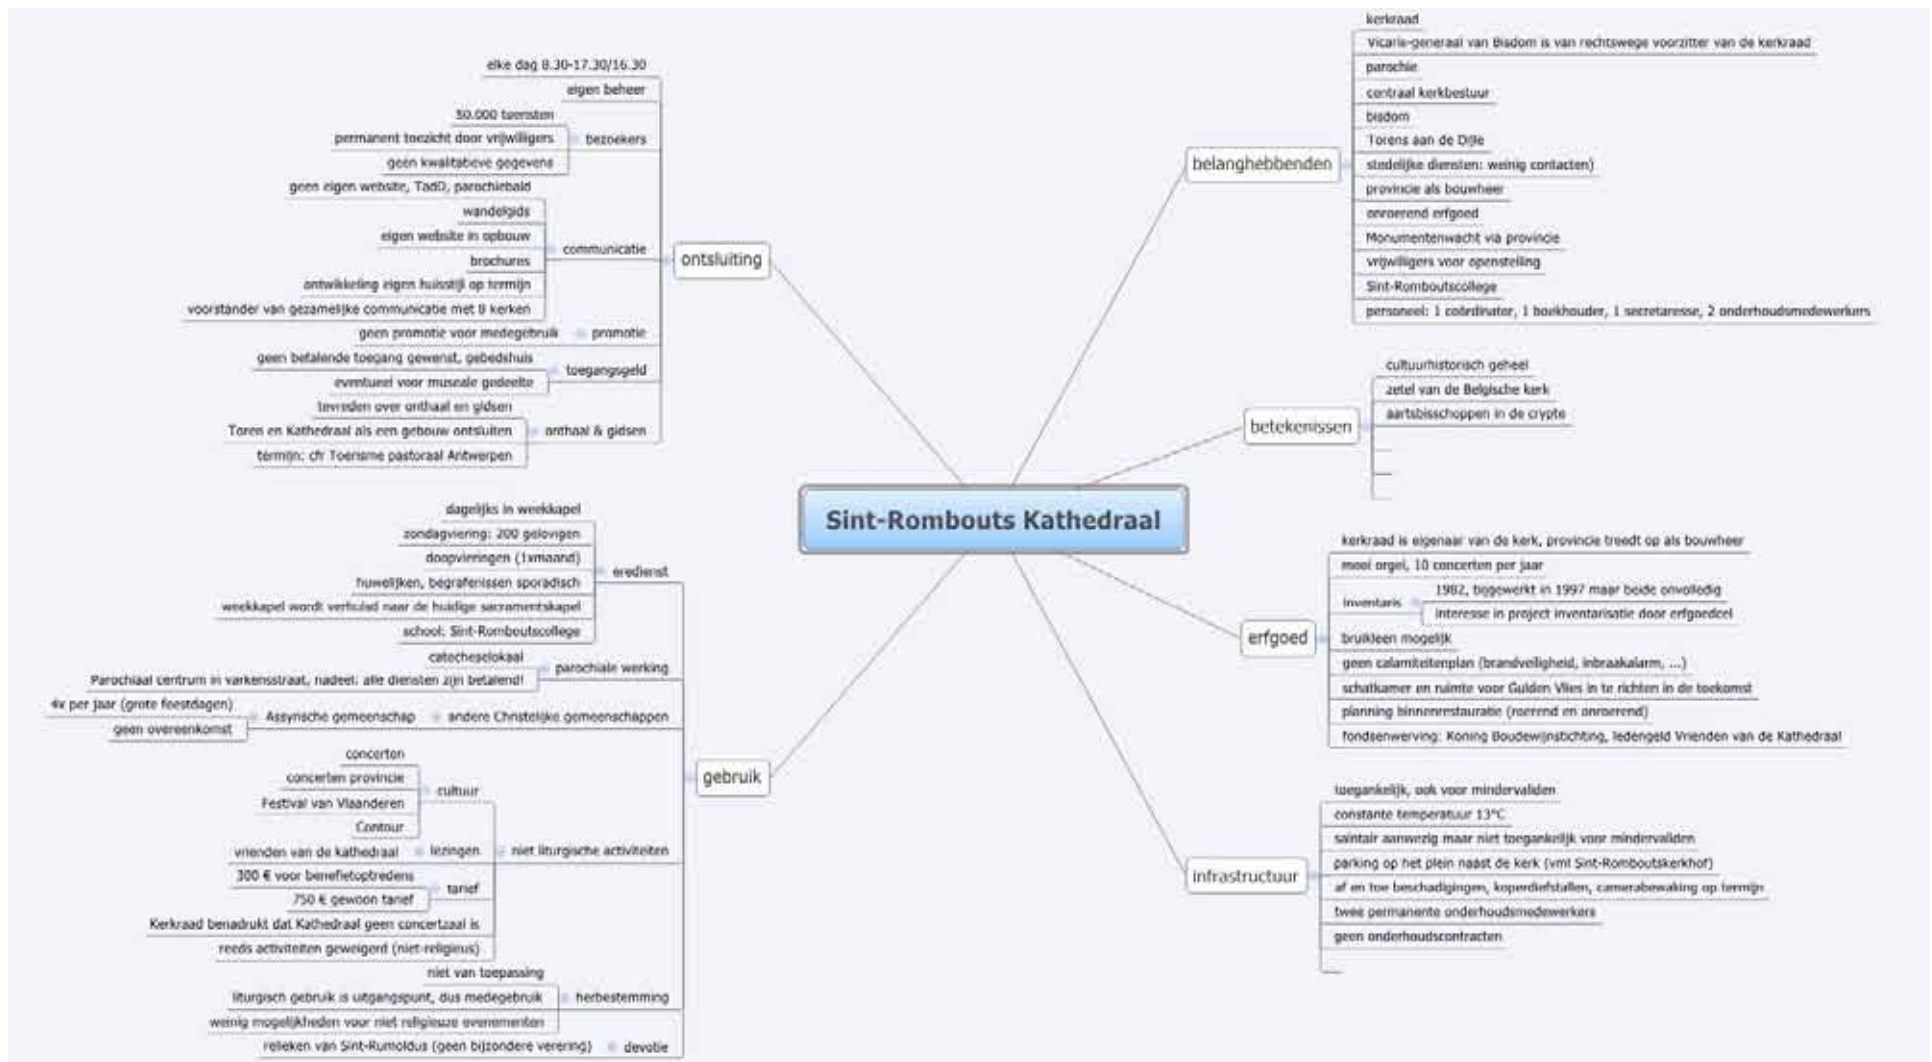 Sint-Rombouts Kathedraal
ontsluiting
elke dag 8.30-17.30/16.30
eigen beheer
bezoekers
50.000 toeristen
permanent toezicht door vrijwilligers
geen kwalitatieve gegevens
communicatie
geen eigen website, TadD, parochieblad
wandelgids
eigen website in opbouw
brochures
ontwikkeling eigen huisstijl op termijn
voorstander van gezamelijke communicatie met 8 kerken
promotie
geen promotie voor medegebruik
toegangsgeld
geen betalende toegang gewenst, gebedshuis
eventueel voor museale gedeelte
onthaal & gidsen
tevreden over onthaal en gidsen
Toren en Kathedraal als een gebouw ontsluiten
termijn: cfr Toerisme pastoraal Antwerpen
gebruik
eredienst
dagelijks in weekkapel
zondagviering: 200 gelovigen
doopvieringen (1xmaand)
huwelijken, begrafenissen sporadisch
weekkapel wordt verhuisd naar de huidige sacramentskapel
school: Sint-Romboutscollege
parochiale werking
catecheselokaal
Parochiaal centrum in varkensstraat, nadeel: alle diensten zijn betalend!
andere Christelijke gemeenschappen
Assyrische gemeenschap
4x per jaar (grote feestdagen)
geen overeenkomst
niet liturgische activiteiten
cultuur
concerten
concerten provincie
Festival van Vlaanderen
Contour
lezingen
vrienden van de kathedraal
tarief
300 € voor benefietoptredens
750 € gewoon tarief
Kerkraad benadrukt dat Kathedraal geen concertzaal is
reeds activiteiten geweigerd (niet-religieus)
herbestemming
niet van toepassing
liturgisch gebruik is uitgangspunt, dus medegebruik
weinig mogelijkheden voor niet religieuze evenementen
devotie
relieken van Sint-Rumoldus (geen bijzondere verering)
belanghebbenden
kerkraad
Vicaris-generaal van Bisdom is van rechtswege voorzitter van de kerkraad
parochie
centraal kerkbestuur
bisdom
Torens aan de Dijle
stedelijke diensten: weinig contacten)
provincie als bouwheer
onroerend erfgoed
Monumentenwacht via provincie
vrijwilligers voor openstelling
Sint-Romboutscollege
personeel: 1 coördinator, 1 boekhouder, 1 secretaresse, 2 onderhoudsmedewerkers
betekenissen
cultuurhistorisch geheel
zetel van de Belgische kerk
aartsbisschoppen in de crypte
erfgoed
kerkraad is eigenaar van de kerk, provincie treedt op als bouwheer
mooi orgel, 10 concerten per jaar
inventaris
1982, bijgewerkt in 1997 maar beide onvolledig
interesse in project inventarisatie door erfgoedcel
bruikleen mogelijk
geen calamiteitenplan (brandveiligheid, inbraakalarm, ...)
schatkamer en ruimte voor Gulden Vlies in te richten in de toekomst
planning binnenrestauratie (roerend en onroerend)
fondsenwerving: Koning Boudewijnstichting, ledengeld Vrienden van de Kathedraal
infrastructuur
toegankelijk, ook voor mindervaliden
constante temperatuur 13°C
saintair aanwezig maar niet toegankelijk voor mindervaliden
parking op het plein naast de kerk (vml Sint-Romboutskerkhof)
af en toe beschadigingen, koperdiefstallen, camerabewaking op termijn
twee permanente onderhoudsmedewerkers
geen onderhoudscontracten